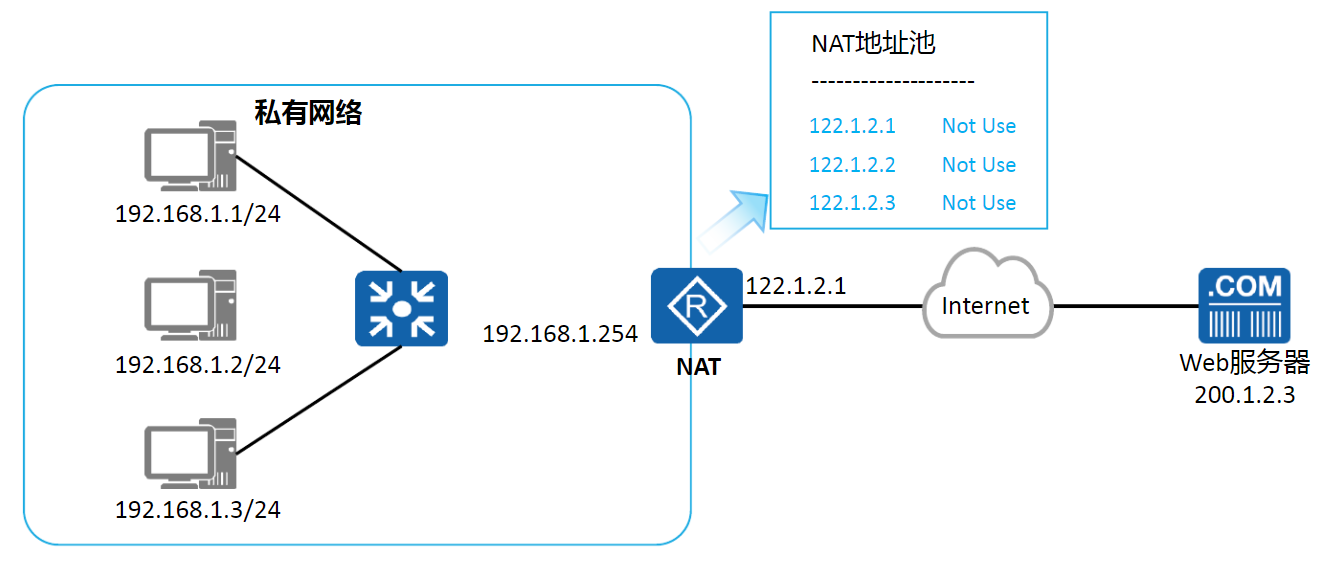 NAT地址池
---------------------
122.1.2.1 Not Use
122.1.2.2 Not Use
122.1.2.3 Not Use
私有网络
192.168.1.1/24
192.168.1.2/24
192.168.1.3/24
192.168.1.254
R
NAT
122.1.2.1
Internet
.COM
Web服务器
200.1.2.3